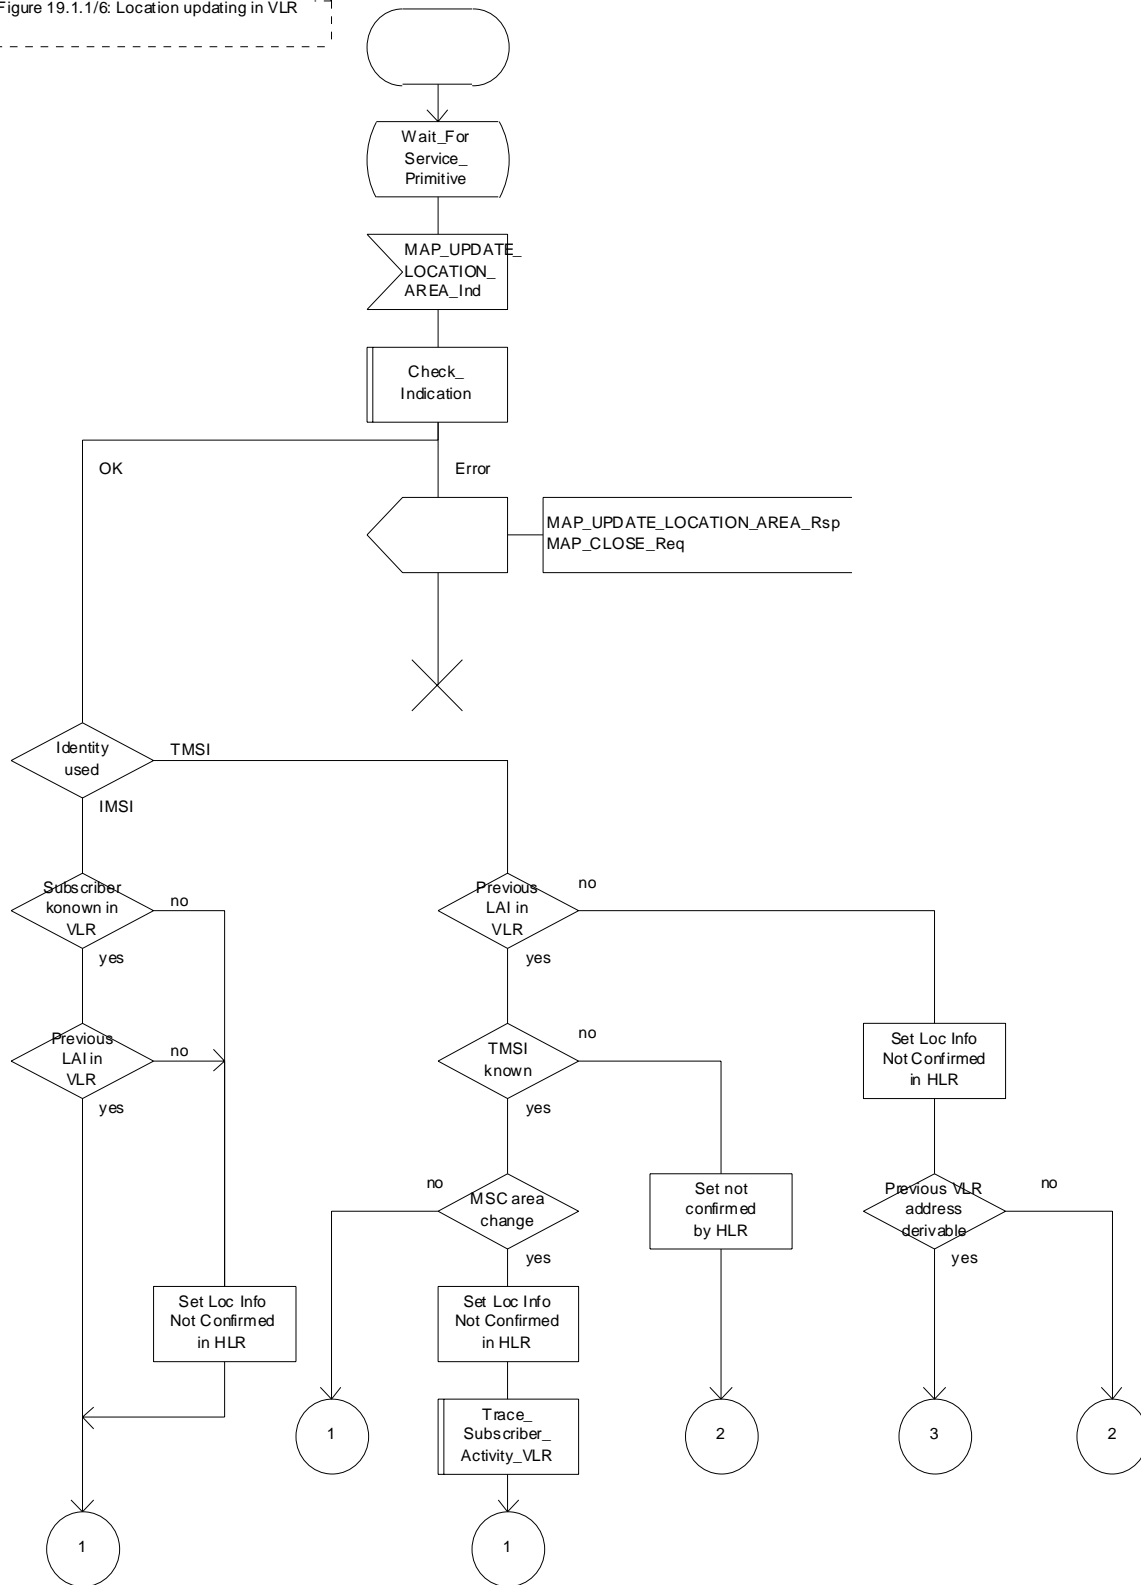 Figure 19.1.1/6: Location updating in VLR
Wait_For
Service_
Primitive
MAP_UPDATE_
LOCATION_
AREA_Ind
Check_
Indication
OK
Error
MAP_UPDATE_LOCATION_AREA_Rsp
MAP_CLOSE_Req
Identity
used
TMSI
IMSI
Subscriber
konown in
VLR
no
yes
Previous
LAI in
VLR
no
yes
Previous
LAI in
VLR
no
yes
TMSI
known
no
yes
Set Loc Info
Not Confirmed
in HLR
no
MSC area
change
yes
Set not
confirmed
by HLR
Previous VLR
address
derivable
no
yes
Set Loc Info
Not Confirmed
in HLR
Set Loc Info
Not Confirmed
in HLR
1
Trace_
Subscriber_
Activity_VLR
2
3
2
1
1